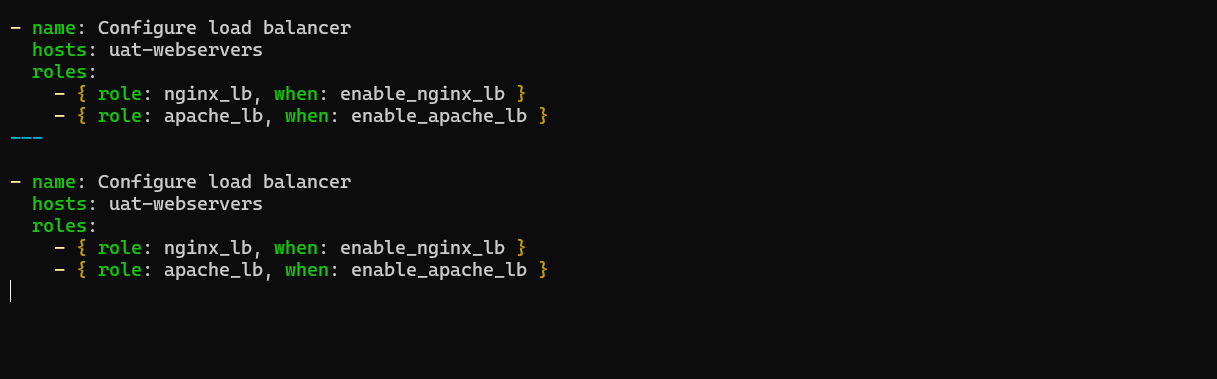 - name: Configure load balancer
  hosts: uat-webservers
  roles:
    - { role: nginx_lb, when: enable_nginx_lb }
    - { role: apache_lb, when: enable_apache_lb }
---
- name: Configure load balancer
  hosts: uat-webservers
  roles:
    - { role: nginx_lb, when: enable_nginx_lb }
    - { role: apache_lb, when: enable_apache_lb }